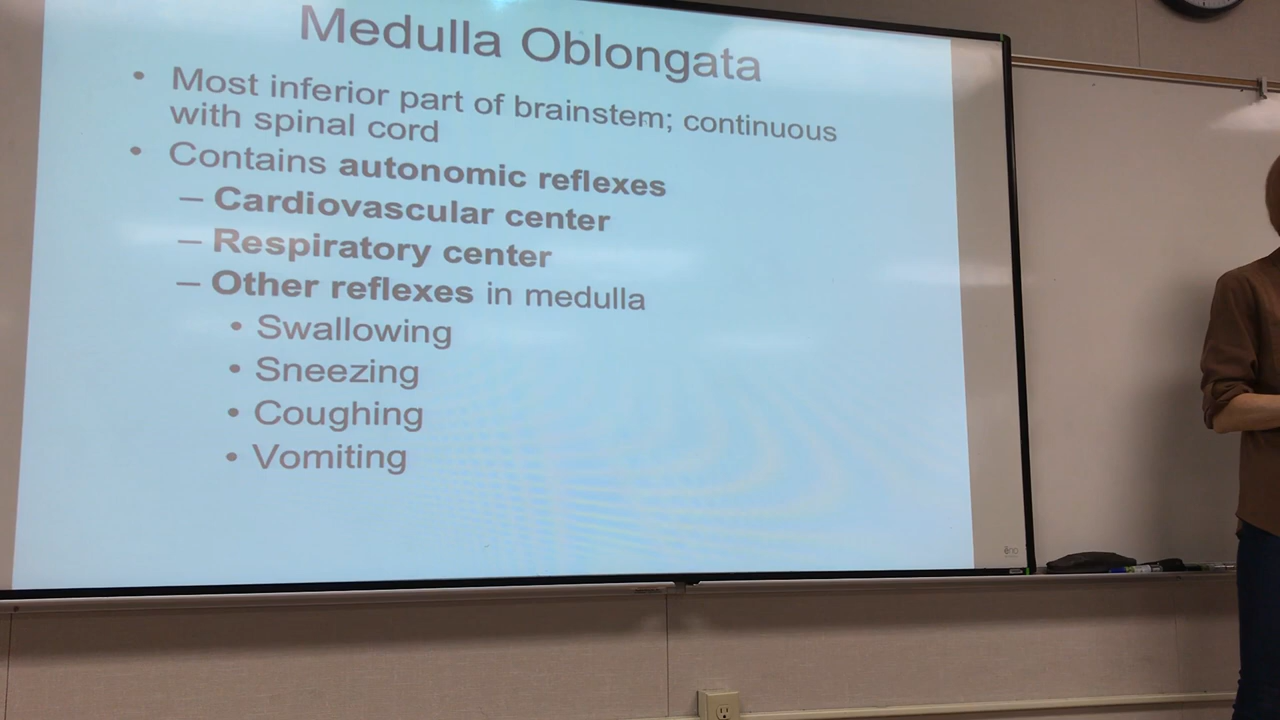 Medulla Oblongata
• Most inferior part of brainstem; continuous
with spinal cord
• Contains autonomic reflexes
– Cardiovascular center
– Respiratory center
– Other reflexes in medulla
• Swallowing
• Sneezing
• Coughing
• Vomiting